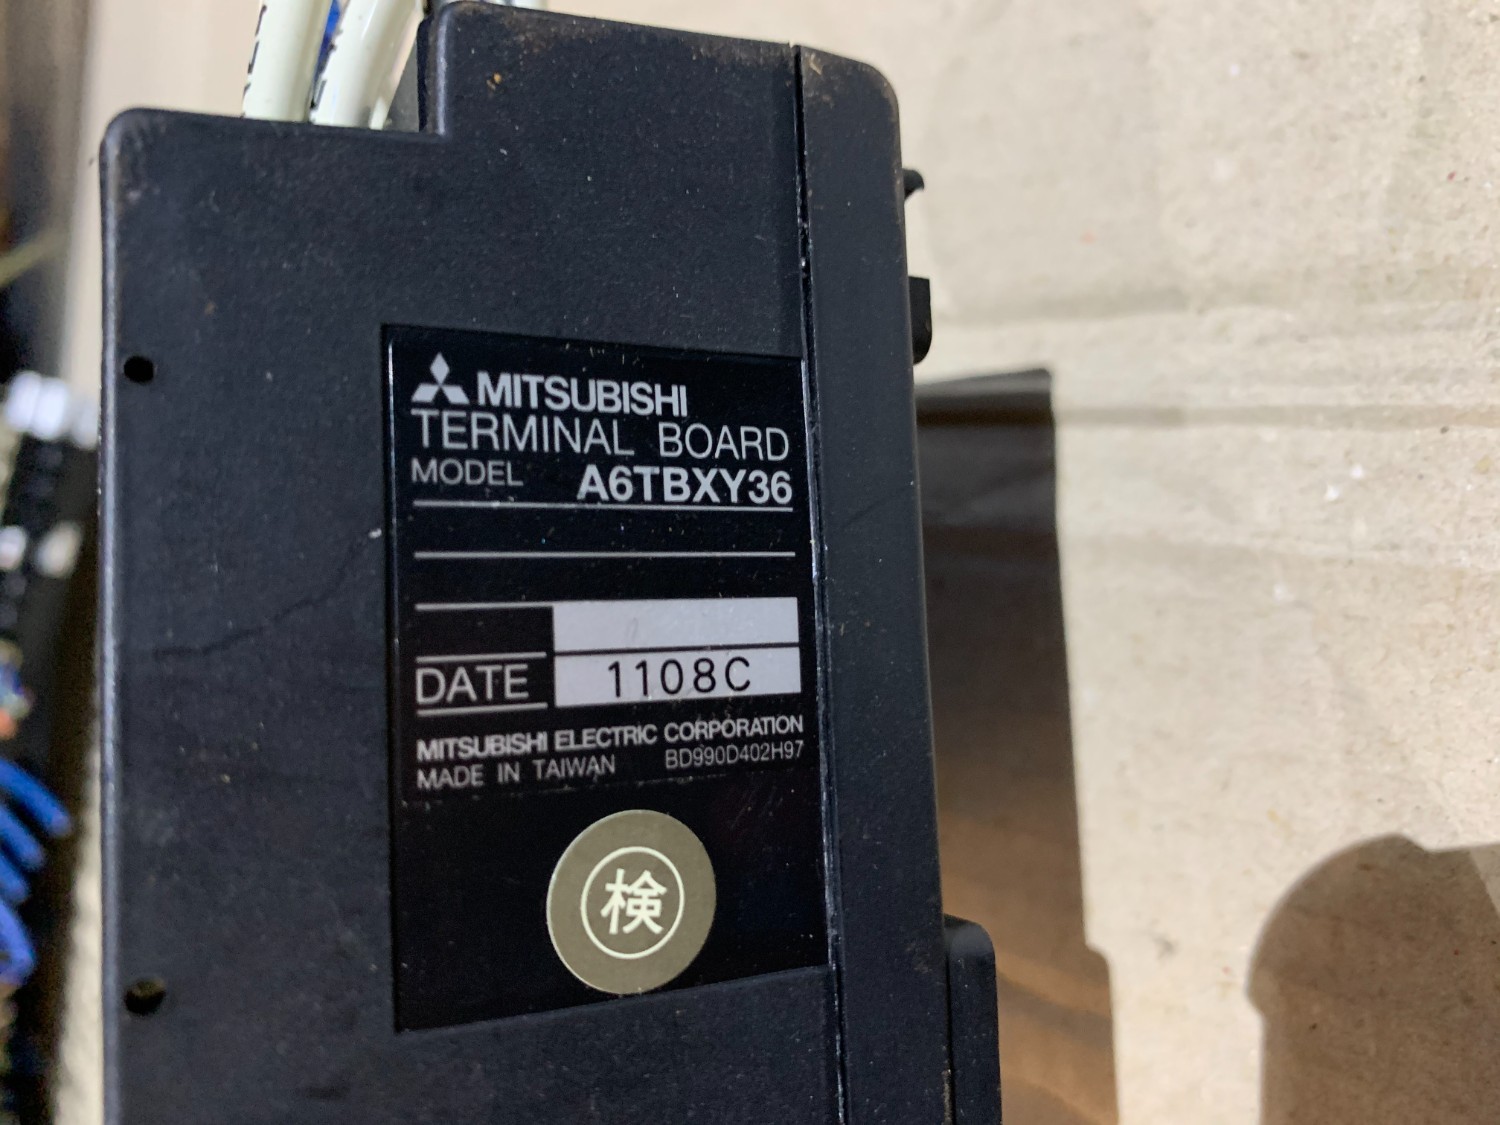 MITSUBISHI
TERMINAL BOARD
MODEL A6TBXY36
DATE 1108C
MITSUBISHI ELECTRIC CORPORATION
MADE IN TAIWAN BD990D402H97
検